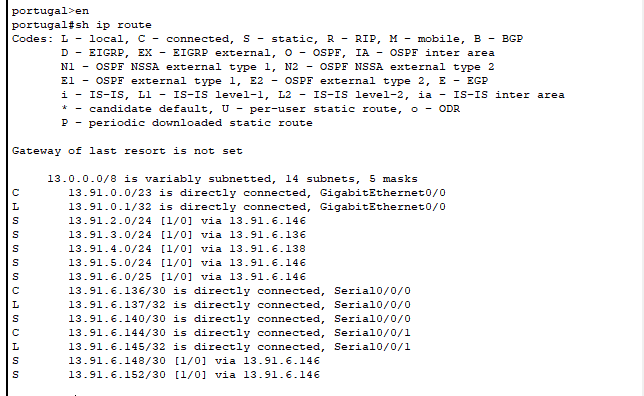 portugal>en
portugal#sh ip route
Codes: L - local, C - connected, S - static, R - RIP, M - mobile, B - BGP
       D - EIGRP, EX - EIGRP external, O - OSPF, IA - OSPF inter area
       N1 - OSPF NSSA external type 1, N2 - OSPF NSSA external type 2
       E1 - OSPF external type 1, E2 - OSPF external type 2, E - EGP
       i - IS-IS, L1 - IS-IS level-1, L2 - IS-IS level-2, ia - IS-IS inter area
       * - candidate default, U - per-user static route, o - ODR
       P - periodic downloaded static route
Gateway of last resort is not set
     13.0.0.0/8 is variably subnetted, 14 subnets, 5 masks
C       13.91.0.0/23 is directly connected, GigabitEthernet0/0
L       13.91.0.1/32 is directly connected, GigabitEthernet0/0
S       13.91.2.0/24 [1/0] via 13.91.6.146
S       13.91.3.0/24 [1/0] via 13.91.6.136
S       13.91.4.0/24 [1/0] via 13.91.6.138
S       13.91.5.0/24 [1/0] via 13.91.6.146
S       13.91.6.0/25 [1/0] via 13.91.6.146
C       13.91.6.136/30 is directly connected, Serial0/0/0
L       13.91.6.137/32 is directly connected, Serial0/0/0
S       13.91.6.140/30 is directly connected, Serial0/0/0
C       13.91.6.144/30 is directly connected, Serial0/0/1
L       13.91.6.145/32 is directly connected, Serial0/0/1
S       13.91.6.148/30 [1/0] via 13.91.6.146
S       13.91.6.152/30 [1/0] via 13.91.6.146